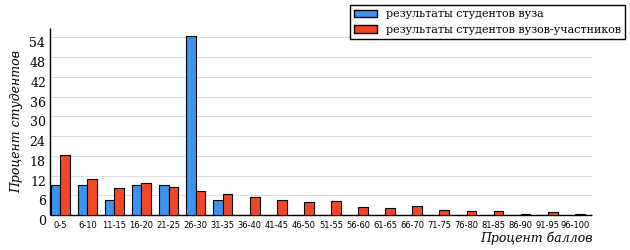 результаты студентов вуза
результаты студентов вузов-участников
Процент студентов
54
48
42
36
30
24
18
12
6
0
0-5 6-10 11-15 16-20 21-25 26-30 31-35 36-40 41-45 46-50 51-55 56-60 61-65 66-70 71-75 76-80 81-85 86-90 91-95 96-100
Процент баллов